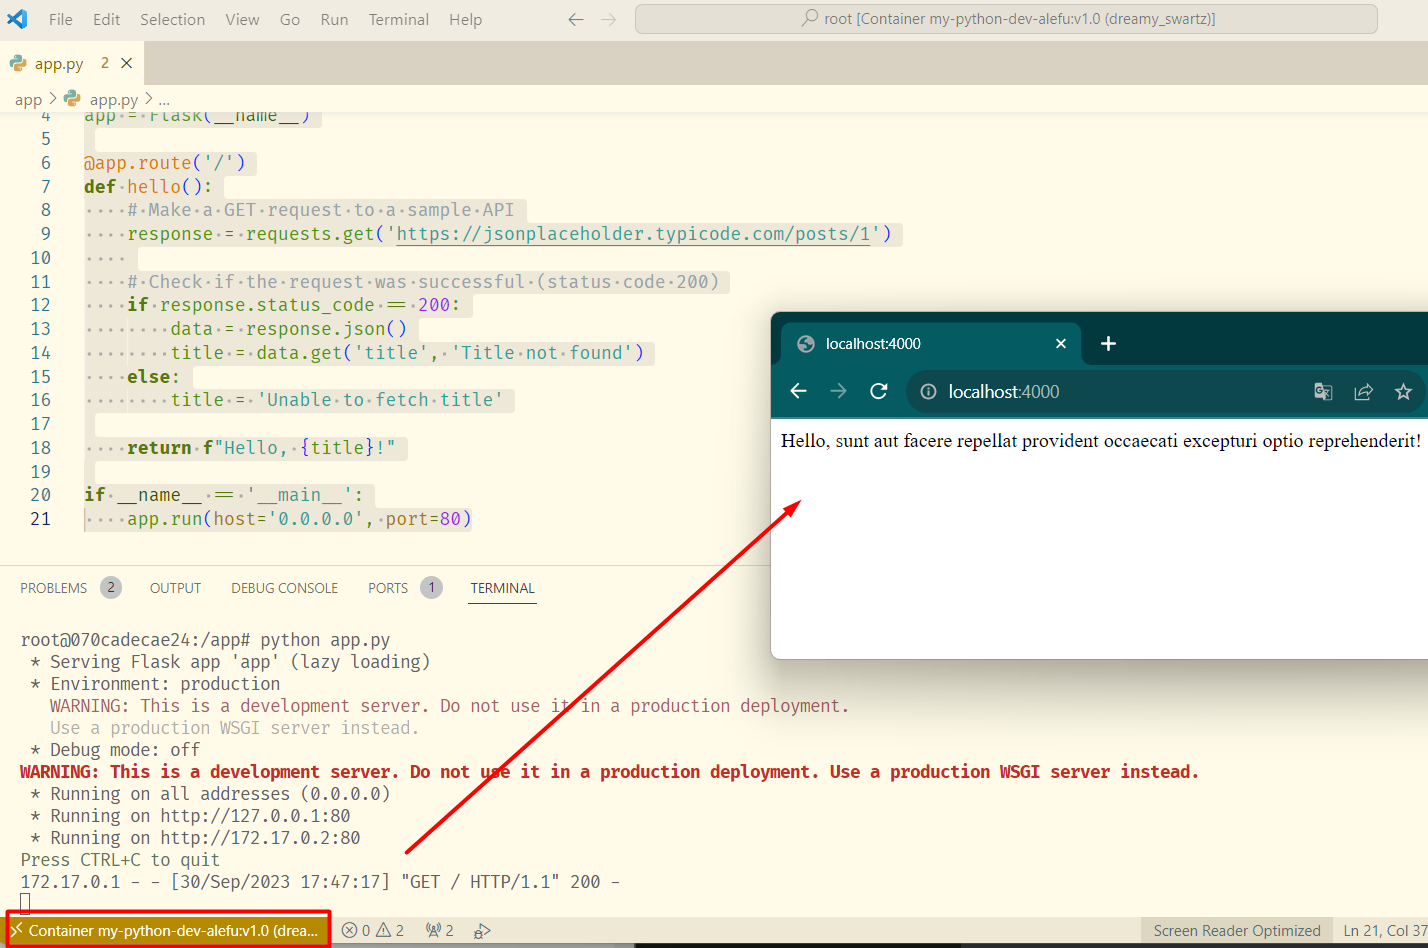 File Edit Selection View Go Run Terminal Help
root [Container my-python-dev-alefu:v1.0 (dreamy_swartz)]
app.py 2
app > app.py > ...
4 app = Flask(__name__)
5
6 @app.route('/')
7 def hello():
8 # Make a GET request to a sample API
9 response = requests.get('https://jsonplaceholder.typicode.com/posts/1')
10
11 # Check if the request was successful (status code 200)
12 if response.status_code == 200:
13 data = response.json()
14 title = data.get('title', 'Title not found')
15 else:
16 title = 'Unable to fetch title'
17
18 return f"Hello, {title}!"
19
20 if __name__ == '__main__':
21 app.run(host='0.0.0.0', port=80)
localhost:4000
localhost:4000
Hello, sunt aut facere repellat provident occaecati excepturi optio reprehenderit!
PROBLEMS 2 OUTPUT DEBUG CONSOLE PORTS 1 TERMINAL
root@070cadecae24:/app# python app.py
* Serving Flask app 'app' (lazy loading)
* Environment: production
WARNING: This is a development server. Do not use it in a production deployment.
Use a production WSGI server instead.
* Debug mode: off
WARNING: This is a development server. Do not use it in a production deployment. Use a production WSGI server instead.
* Running on all addresses (0.0.0.0)
* Running on http://127.0.0.1:80
* Running on http://172.17.0.2:80
Press CTRL+C to quit
172.17.0.1 - - [30/Sep/2023 17:47:17] "GET / HTTP/1.1" 200 -
Container my-python-dev-alefu:v1.0 (drea... 0 2 2 Screen Reader Optimized Ln 21, Col 37